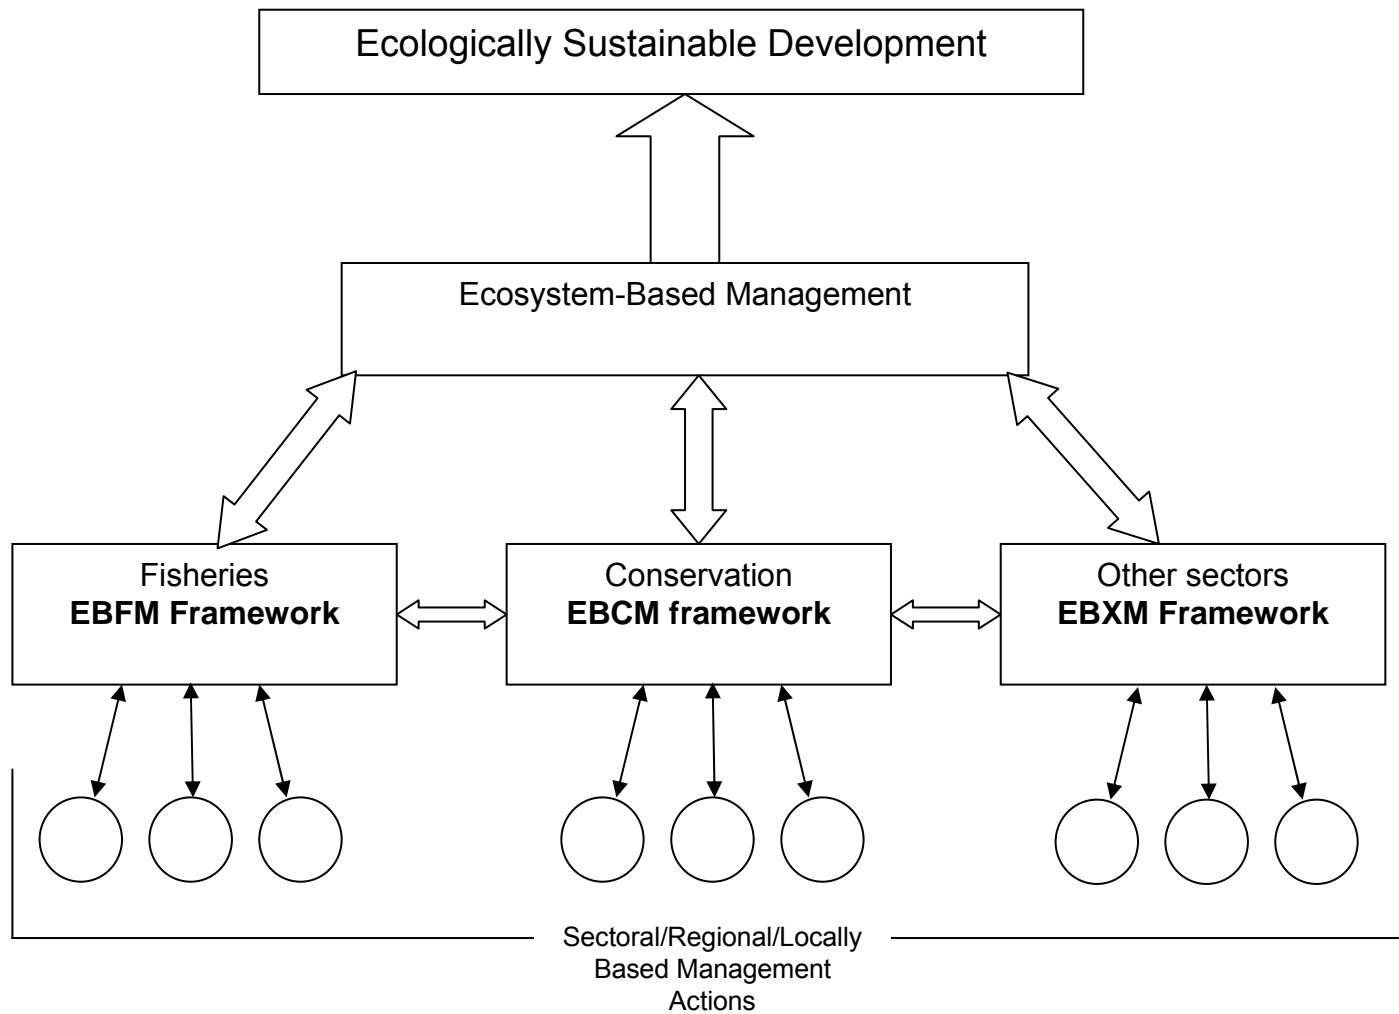 Ecologically Sustainable Development
Ecosystem-Based Management
Fisheries
EBFM Framework
Conservation
EBCM framework
Other sectors
EBXM Framework
Sectoral/Regional/Locally
Based Management
Actions